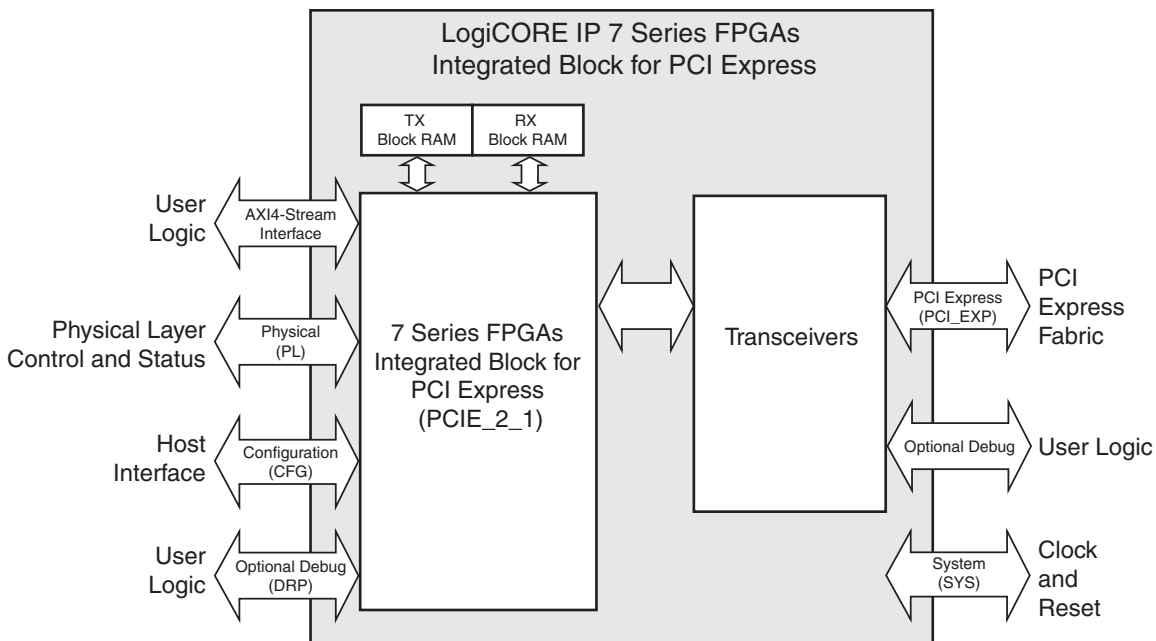 LogiCORE IP 7 Series FPGAs
Integrated Block for PCI Express
TX
Block RAM
RX
Block RAM
User
Logic
AXI4-Stream
Interface
Physical Layer
Control and Status
Physical
(PL)
Host
Interface
Configuration
(CFG)
User
Logic
Optional Debug
(DRP)
7 Series FPGAs
Integrated Block for
PCI Express
(PCIE_2_1)
Transceivers
PCI Express
(PCI_EXP)
PCI
Express
Fabric
Optional Debug
User Logic
System
(SYS)
Clock
and
Reset